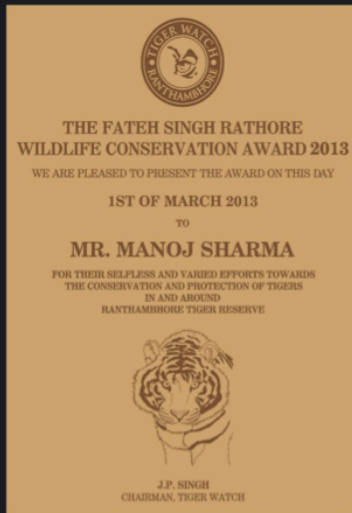 TIGER WATCH
RANTHAMBHORE
THE FATEH SINGH RATHORE
WILDLIFE CONSERVATION AWARD 2013
WE ARE PLEASED TO PRESENT THE AWARD ON THIS DAY
1ST OF MARCH 2013
TO
MR. MANOJ SHARMA
FOR THEIR SELFLESS AND VARIED EFFORTS TOWARDS
THE CONSERVATION AND PROTECTION OF TIGERS
IN AND AROUND
RANTHAMBHORE TIGER RESERVE
J.P. SINGH
CHAIRMAN, TIGER WATCH